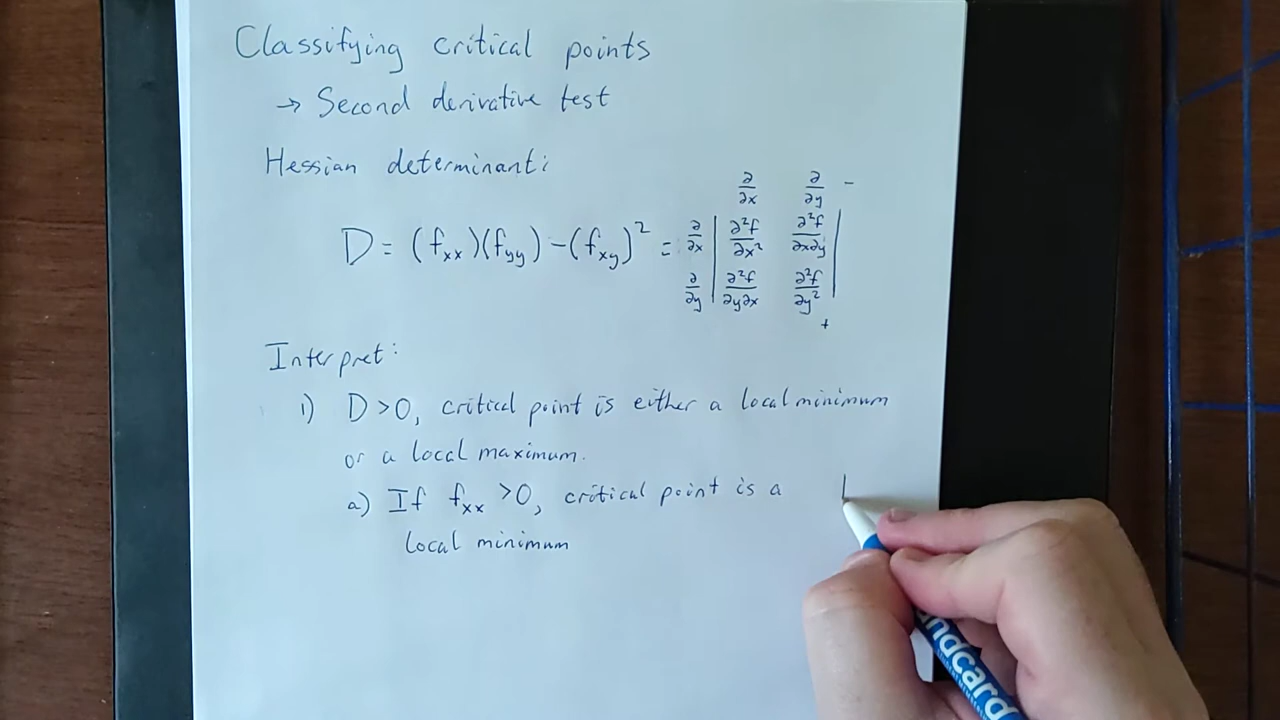 Classifying critical points
→ Second derivative test
Hessian determinant:
∂/∂x ∂/∂y -
D = (fxx)(fyy) - (fxy)² = ∂/∂x | ∂²f/∂x² ∂²f/∂x∂y |
∂/∂y | ∂²f/∂y∂x ∂²f/∂y² |
+
Interpret:
1) D > 0, critical point is either a local minimum
or a local maximum.
a) If fxx > 0, critical point is a
local minimum